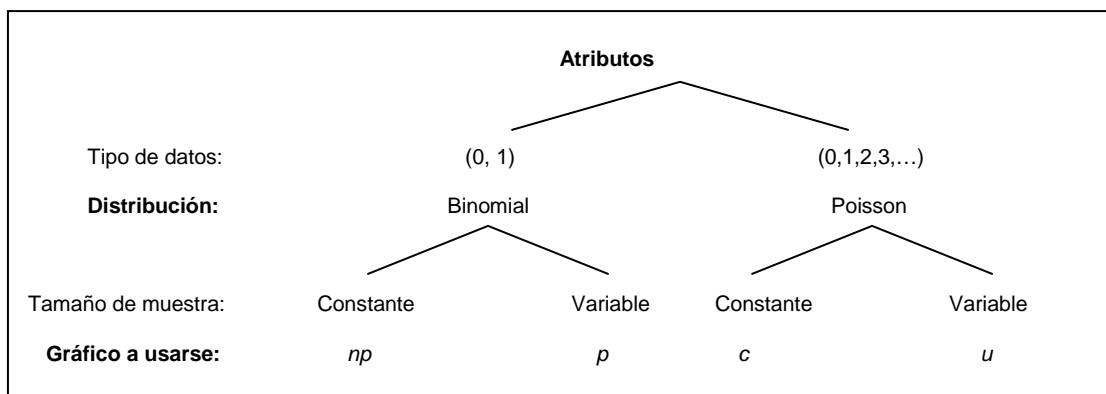 Atributos
Tipo de datos: (0, 1) (0,1,2,3,…)
Distribución: Binomial Poisson
Tamaño de muestra: Constante Variable Constante Variable
Gráfico a usarse: np p c u